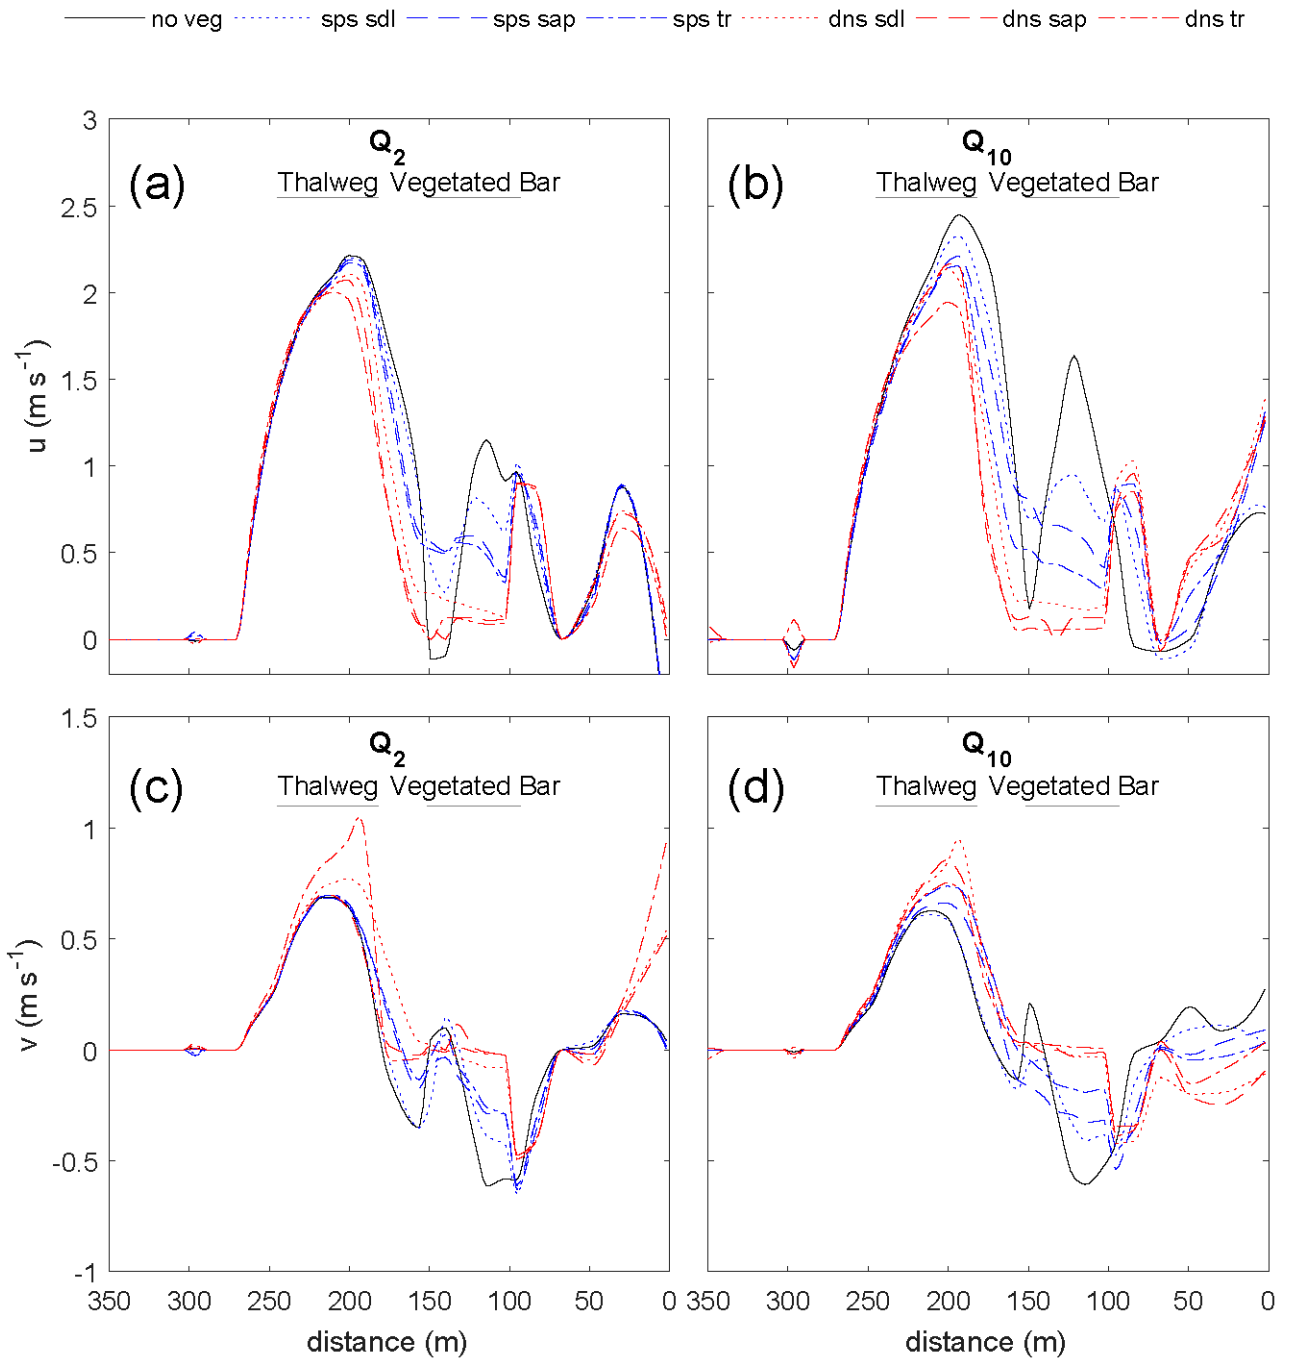 no veg sps sdl sps sap sps tr dns sdl dns sap dns tr
Q2 Q10
(a) Thalweg Vegetated Bar (b) Thalweg Vegetated Bar
3
2.5
2
1.5
1
0.5
0
u (m s-1)
Q2 Q10
(c) Thalweg Vegetated Bar (d) Thalweg Vegetated Bar
1.5
1
0.5
0
-0.5
-1
v (m s-1)
350 300 250 200 150 100 50 0 350 300 250 200 150 100 50 0
distance (m) distance (m)